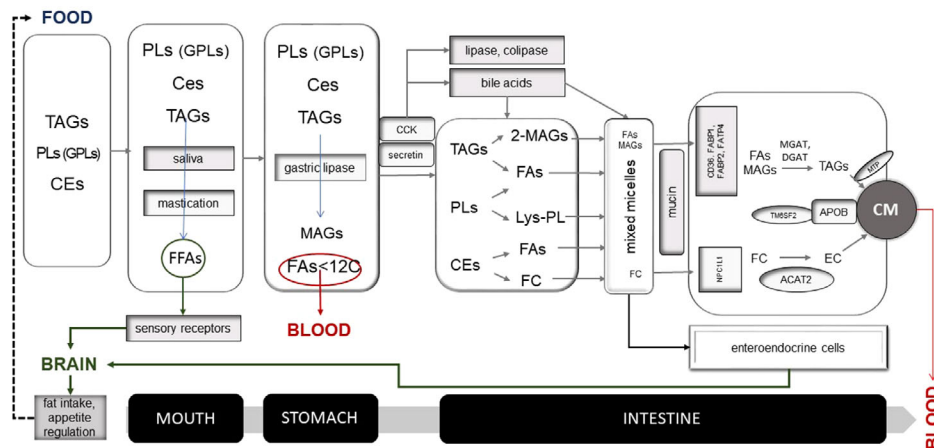 FOOD
TAGs
PLs (GPLs)
CEs
PLs (GPLs)
Ces
TAGs
saliva
mastication
FFAs
sensory receptors
BRAIN
fat intake,
appetite
regulation
PLs (GPLs)
Ces
TAGs
gastric lipase
MAGs
FAs<12C
BLOOD
CCK
secretin
lipase, colipase
bile acids
TAGs
2-MAGs
FAs
PLs
Lys-PL
CEs
FAs
FC
FAs
MAGs
mixed micelles
FC
mucin
CD36, FABP1,
FABP2, FATP4
NPC1L1
FAs
MAGs
MGAT,
DGAT
TAGs
MTP
TM6SF2
APOB
CM
FC
EC
ACAT2
enteroendocrine cells
MOUTH
STOMACH
INTESTINE
BLOOD